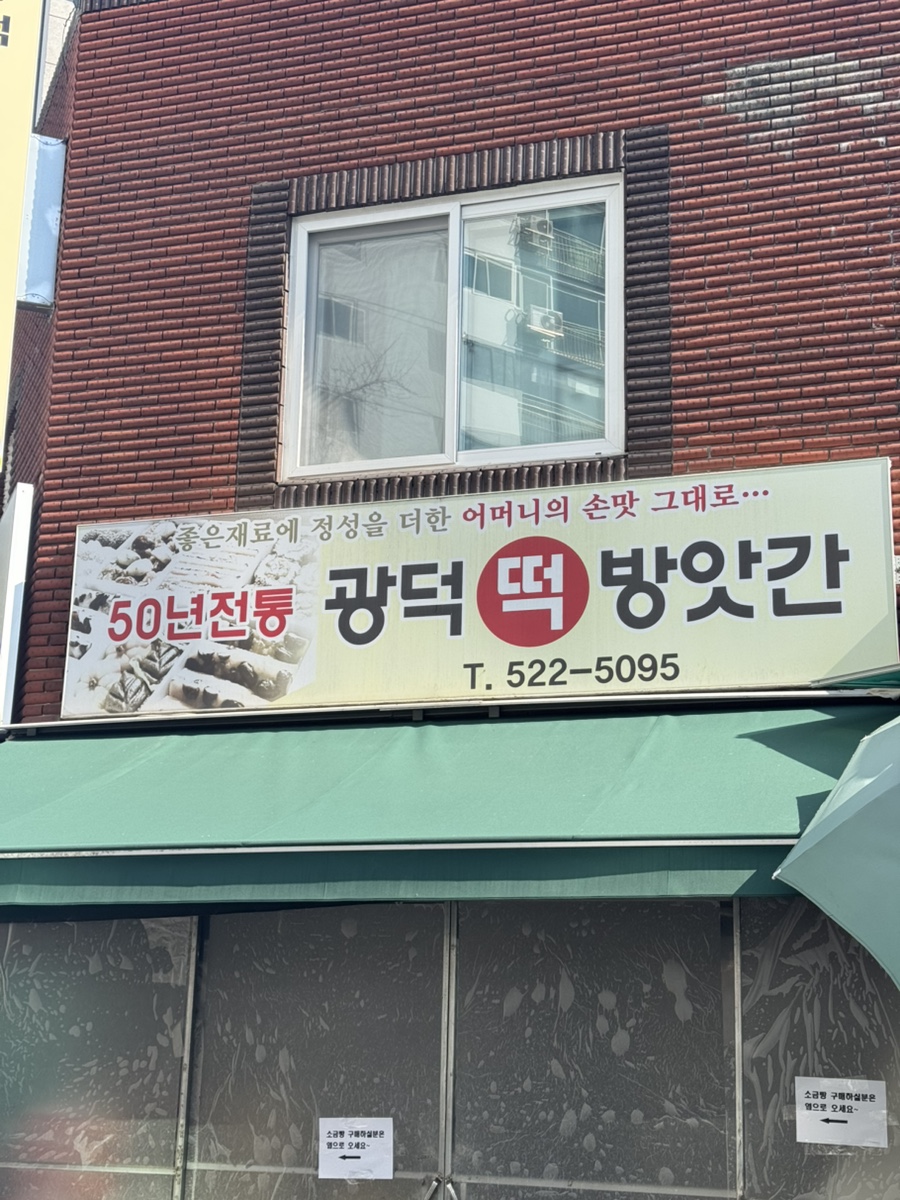 좋은재료에 정성을 더한 어머니의 손맛 그대로...
50년전통 광덕 떡 방앗간
T. 522-5095
소금빵 구매하실분은
옆으로 오세요~
소금빵 구매하실분은
옆으로 오세요~